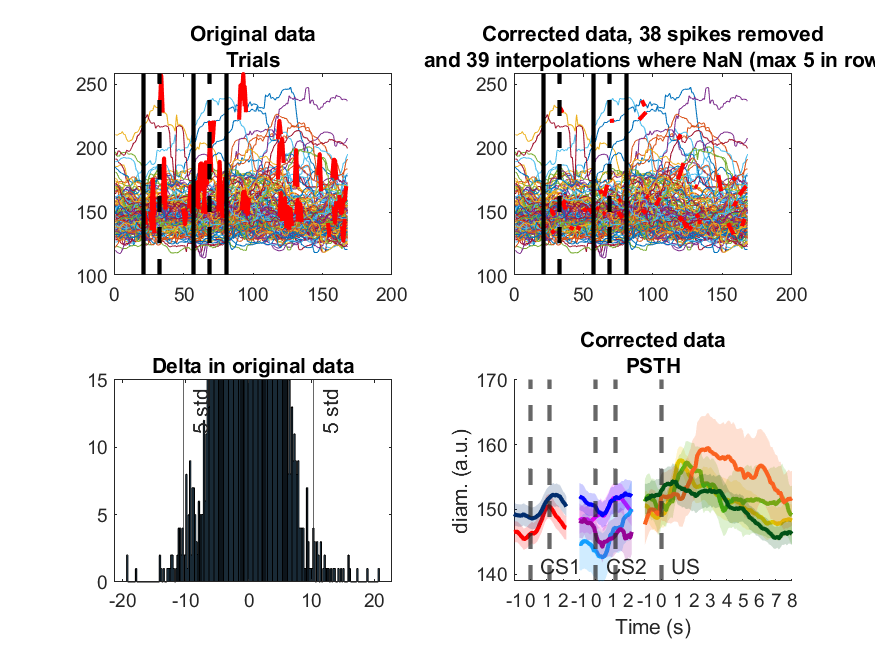 Original data
Trials
250
200
150
100
0 50 100 150 200
Corrected data, 38 spikes removed
and 39 interpolations where NaN (max 5 in row
250
200
150
100
0 50 100 150 200
Delta in original data
15
10
5
0
5 std
5 std
-20 -10 0 10 20
Corrected data
PSTH
170
160
150
140
diam. (a.u.)
CS1 CS2 US
-1 0 1 2 -1 0 1 2 -1 0 1 2 3 4 5 6 7 8
Time (s)